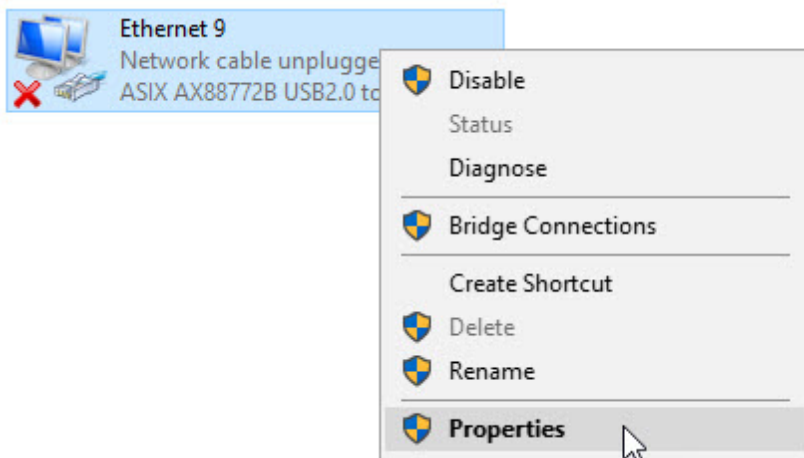 Ethernet 9
Network cable unplugge
ASIX AX88772B USB2.0 to
Disable
Status
Diagnose
Bridge Connections
Create Shortcut
Delete
Rename
Properties